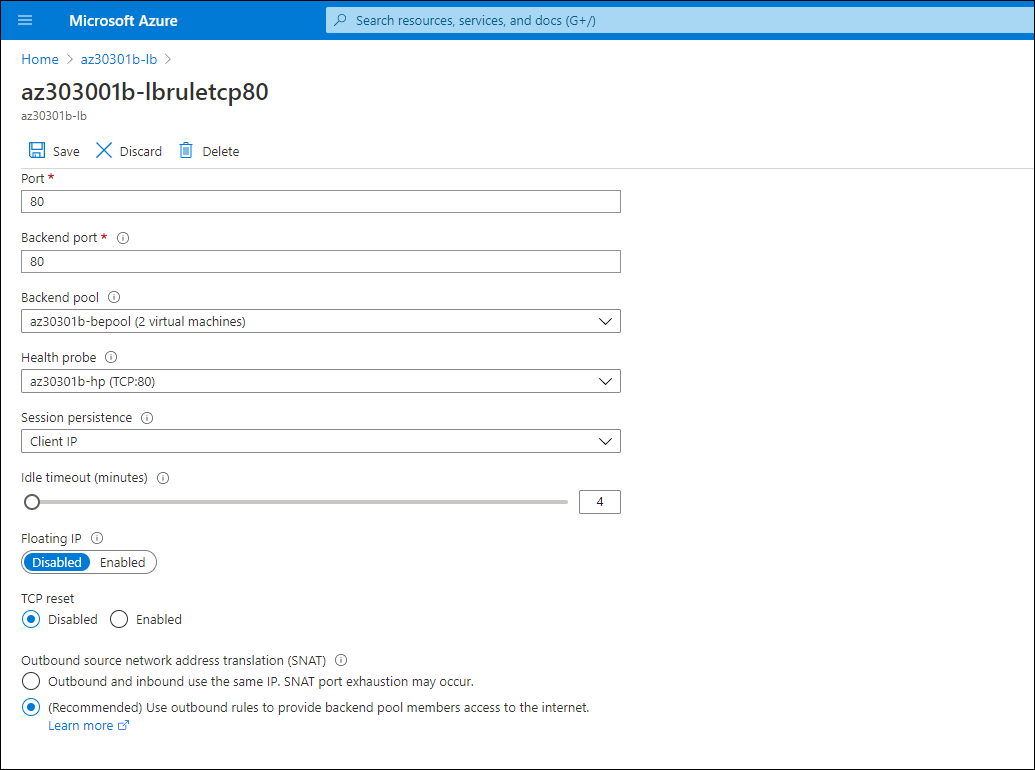 Microsoft Azure
Search resources, services, and docs (G+/)
Home > az30301b-lb >
az303001b-lbruletcp80
az30301b-lb
Save Discard Delete
Port *
80
Backend port *
80
Backend pool
az30301b-bepool (2 virtual machines)
Health probe
az30301b-hp (TCP:80)
Session persistence
Client IP
Idle timeout (minutes)
4
Floating IP
Disabled Enabled
TCP reset
Disabled Enabled
Outbound source network address translation (SNAT)
Outbound and inbound use the same IP. SNAT port exhaustion may occur.
(Recommended) Use outbound rules to provide backend pool members access to the internet.
Learn more